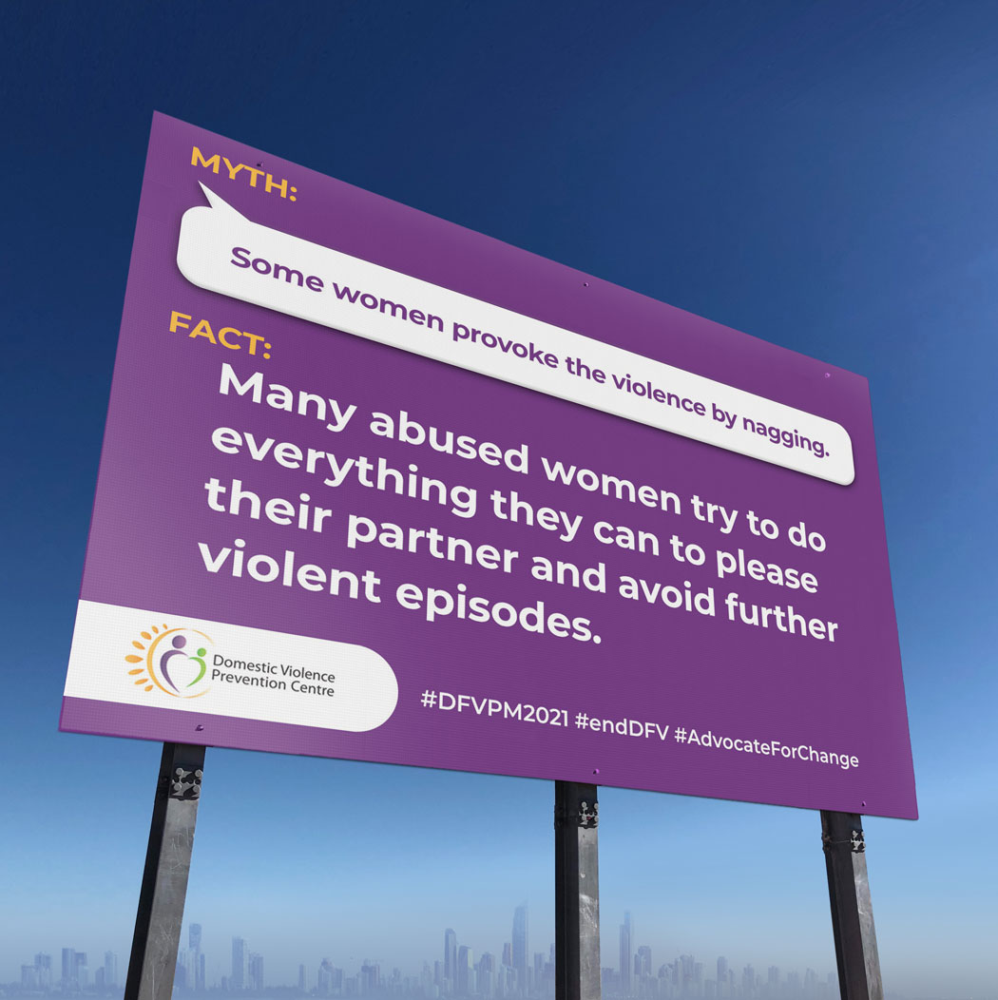 MYTH:
Some women provoke the violence by nagging.
FACT:
Many abused women try to do
everything they can to please
their partner and avoid further
violent episodes.
Domestic Violence
Prevention Centre
#DFVPM2021 #endDFV #AdvocateForChange